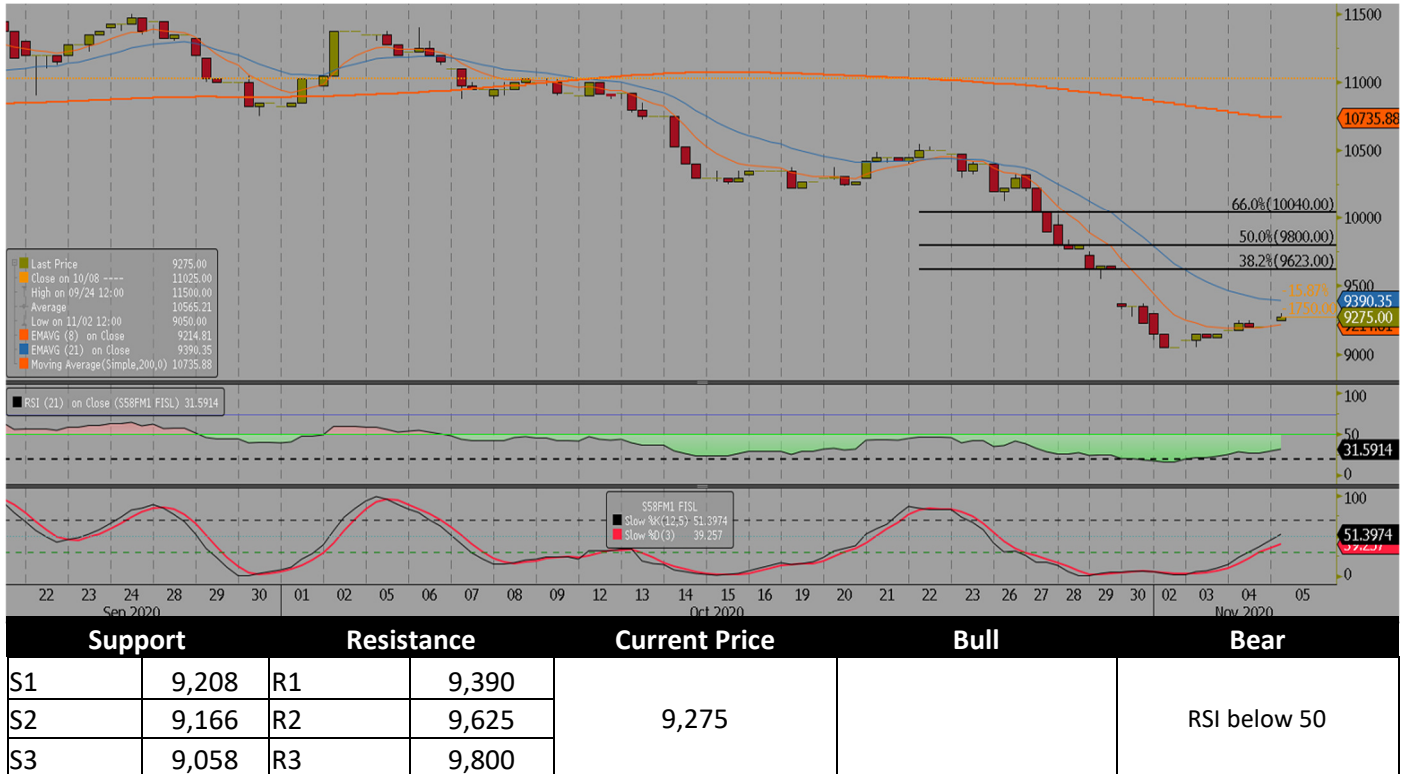 11500
11000
10735.88
10500
10000
9500
9390.35
9275.00
9000
66.0%(10040.00)
50.0%(9800.00)
38.2%(9623.00)
-15.87%
Last Price 9275.00
Close on 10/08 ---- 11025.00
High on 09/24 12:00 11500.00
Average 10565.21
Low on 11/02 12:00 9050.00
EMAVG (8) on Close 9214.81
EMAVG (21) on Close 9390.35
Moving Average(Simple,200,0) 10735.88
RSI (21) on Close (S58FM1 FISL) 31.5914
100
50
31.5914
0
S58FM1 FISL
Slow %K(12,5) 51.3974
Slow %D(3) 39.257
100
51.3974
39.257
0
22 23 24 28 29 30 01 02 05 06 07 08 09 12 13 14 15 16 19 20 21 22 23 26 27 28 29 30 02 03 04 05
Sep 2020 Oct 2020 Nov 2020
Support Resistance Current Price Bull Bear
S1 9,208 R1 9,390
S2 9,166 R2 9,625 9,275 RSI below 50
S3 9,058 R3 9,800